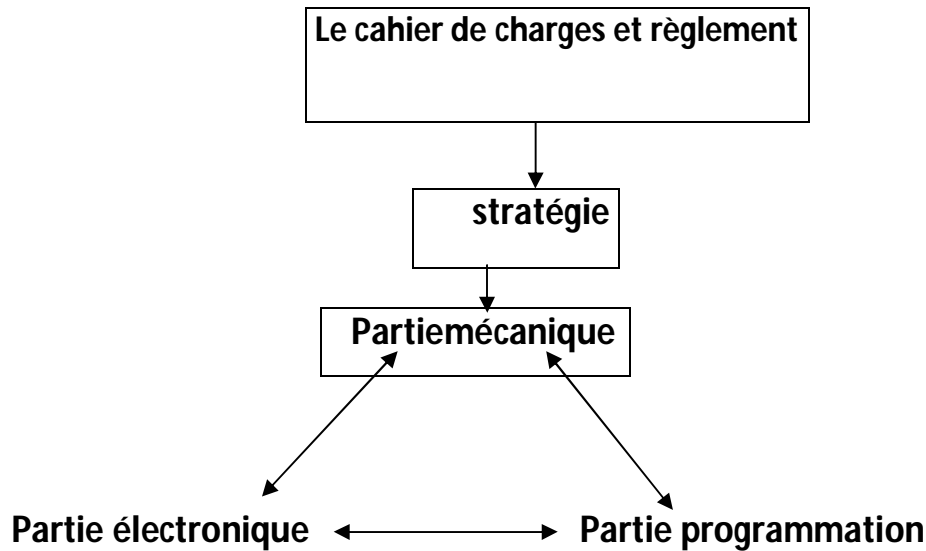 Le cahier de charges et règlement
stratégie
Partiemécanique
Partie électronique
Partie programmation